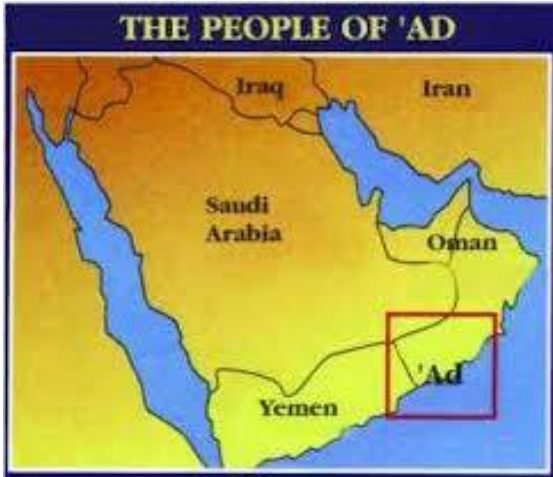 THE PEOPLE OF 'AD
Iraq
Iran
Saudi
Arabia
Oman
'Ad
Yemen